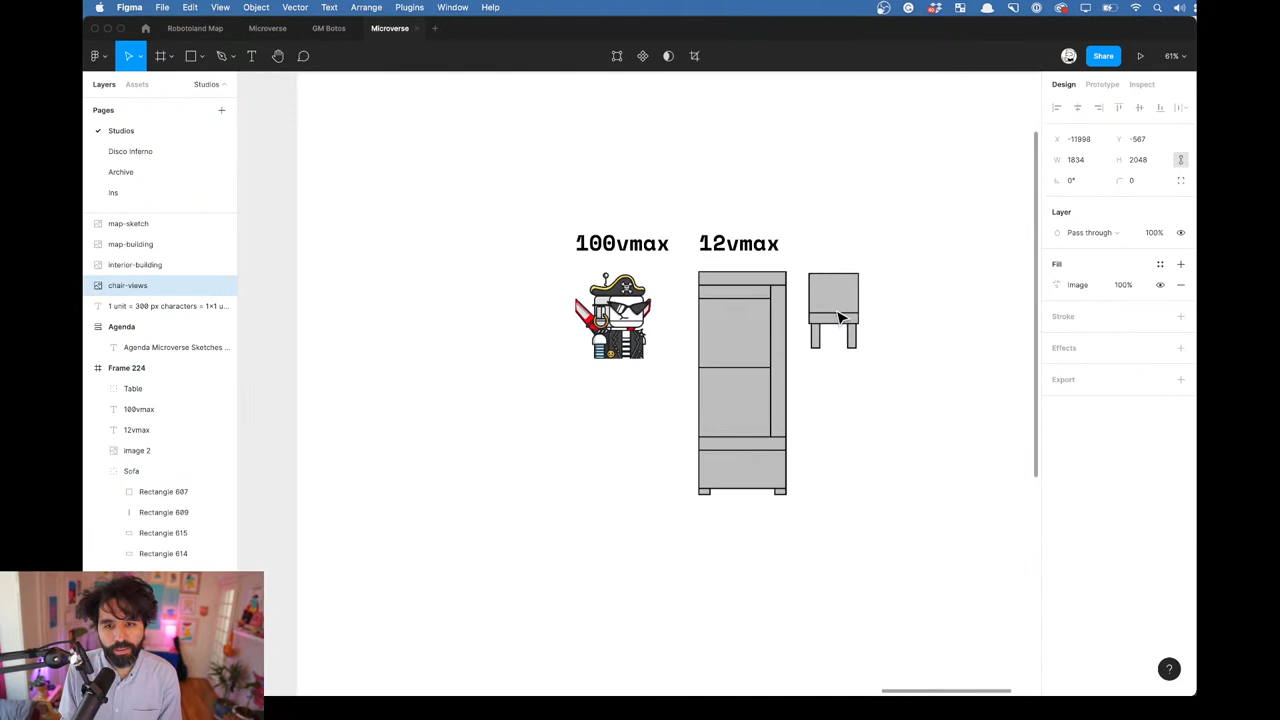 Figma File Edit View Object Vector Text Arrange Plugins Window Help
Robotoland Map Microverse GM Botos Microverse
Share
61%
Layers Assets Studios
Pages
Studios
Disco Inferno
Archive
Ins
map-sketch
map-building
interior-building
chair-views
1 unit = 300 px characters = 1×1 u...
Agenda
Agenda Microverse Sketches ...
Frame 224
Table
100vmax
12vmax
image 2
Sofa
Rectangle 607
Rectangle 609
Rectangle 615
Rectangle 614
100vmax 12vmax
Design Prototype Inspect
X -11998 Y -567
W 1834 H 2048
0° 0
Layer
Pass through 100%
Fill
Image 100%
Stroke
Effects
Export
?